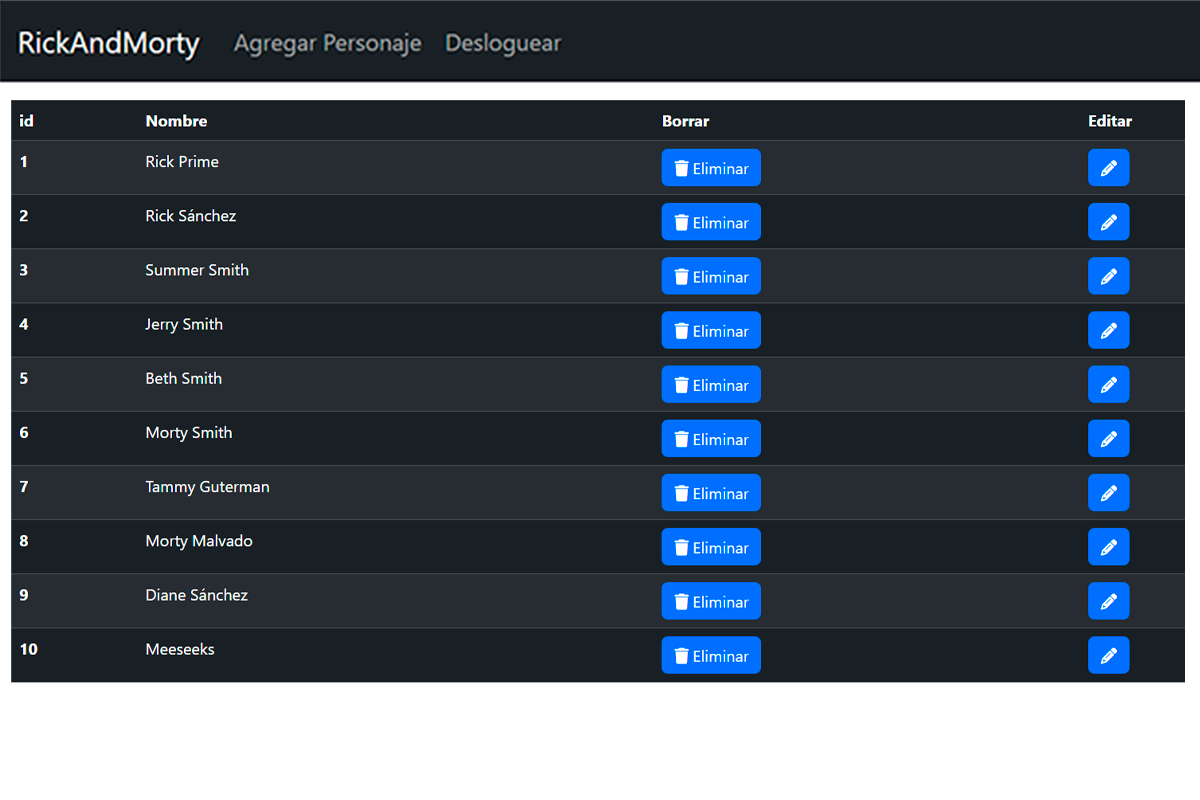 RickAndMorty Agregar Personaje Desloguear
id Nombre Borrar Editar
1 Rick Prime Eliminar
2 Rick Sánchez Eliminar
3 Summer Smith Eliminar
4 Jerry Smith Eliminar
5 Beth Smith Eliminar
6 Morty Smith Eliminar
7 Tammy Guterman Eliminar
8 Morty Malvado Eliminar
9 Diane Sánchez Eliminar
10 Meeseeks Eliminar